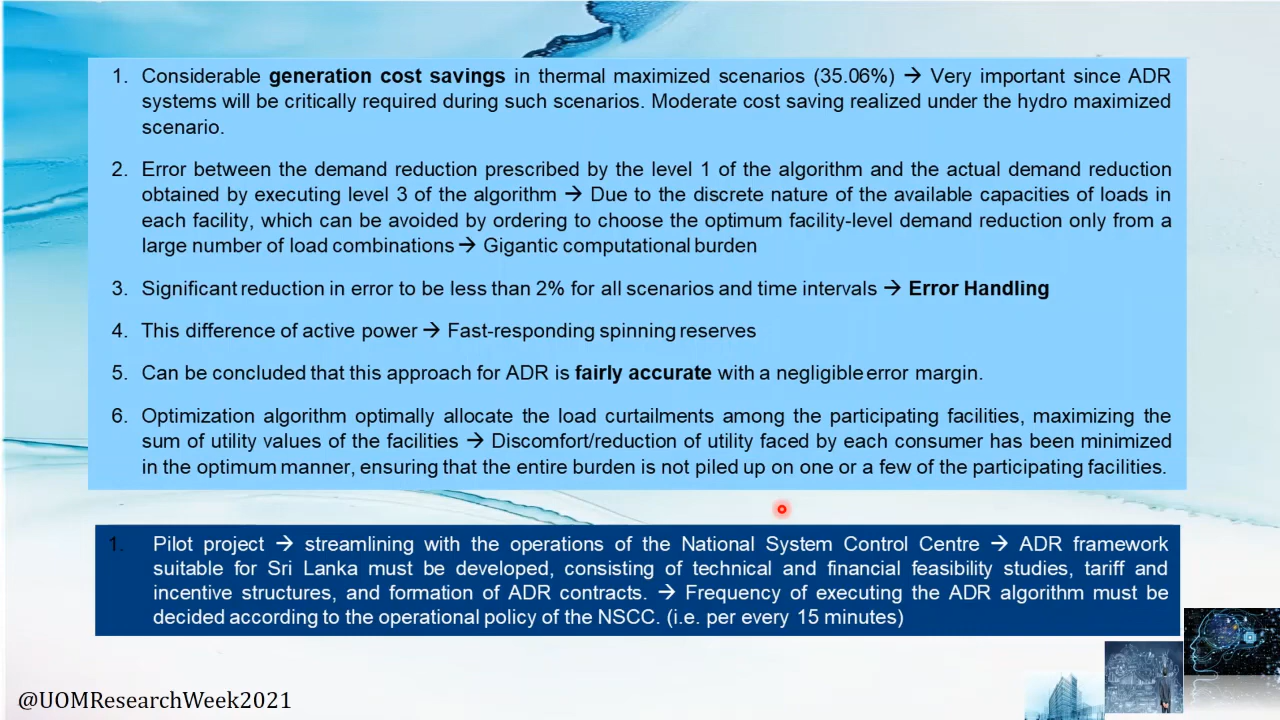 1. Considerable generation cost savings in thermal maximized scenarios (35.06%) → Very important since ADR
systems will be critically required during such scenarios. Moderate cost saving realized under the hydro maximized
scenario.
2. Error between the demand reduction prescribed by the level 1 of the algorithm and the actual demand reduction
obtained by executing level 3 of the algorithm → Due to the discrete nature of the available capacities of loads in
each facility, which can be avoided by ordering to choose the optimum facility-level demand reduction only from a
large number of load combinations → Gigantic computational burden
3. Significant reduction in error to be less than 2% for all scenarios and time intervals → Error Handling
4. This difference of active power → Fast-responding spinning reserves
5. Can be concluded that this approach for ADR is fairly accurate with a negligible error margin.
6. Optimization algorithm optimally allocate the load curtailments among the participating facilities, maximizing the
sum of utility values of the facilities → Discomfort/reduction of utility faced by each consumer has been minimized
in the optimum manner, ensuring that the entire burden is not piled up on one or a few of the participating facilities.
1. Pilot project → streamlining with the operations of the National System Control Centre → ADR framework
suitable for Sri Lanka must be developed, consisting of technical and financial feasibility studies, tariff and
incentive structures, and formation of ADR contracts. → Frequency of executing the ADR algorithm must be
decided according to the operational policy of the NSCC. (i.e. per every 15 minutes)
@UOMResearchWeek2021